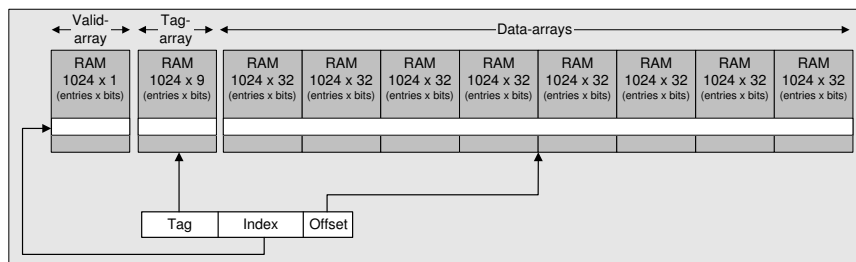 Valid-
array
Tag-
array
Data-arrays
RAM
1024 x 1
(entries x bits)
RAM
1024 x 9
(entries x bits)
RAM
1024 x 32
(entries x bits)
RAM
1024 x 32
(entries x bits)
RAM
1024 x 32
(entries x bits)
RAM
1024 x 32
(entries x bits)
RAM
1024 x 32
(entries x bits)
RAM
1024 x 32
(entries x bits)
RAM
1024 x 32
(entries x bits)
RAM
1024 x 32
(entries x bits)
Tag
Index
Offset